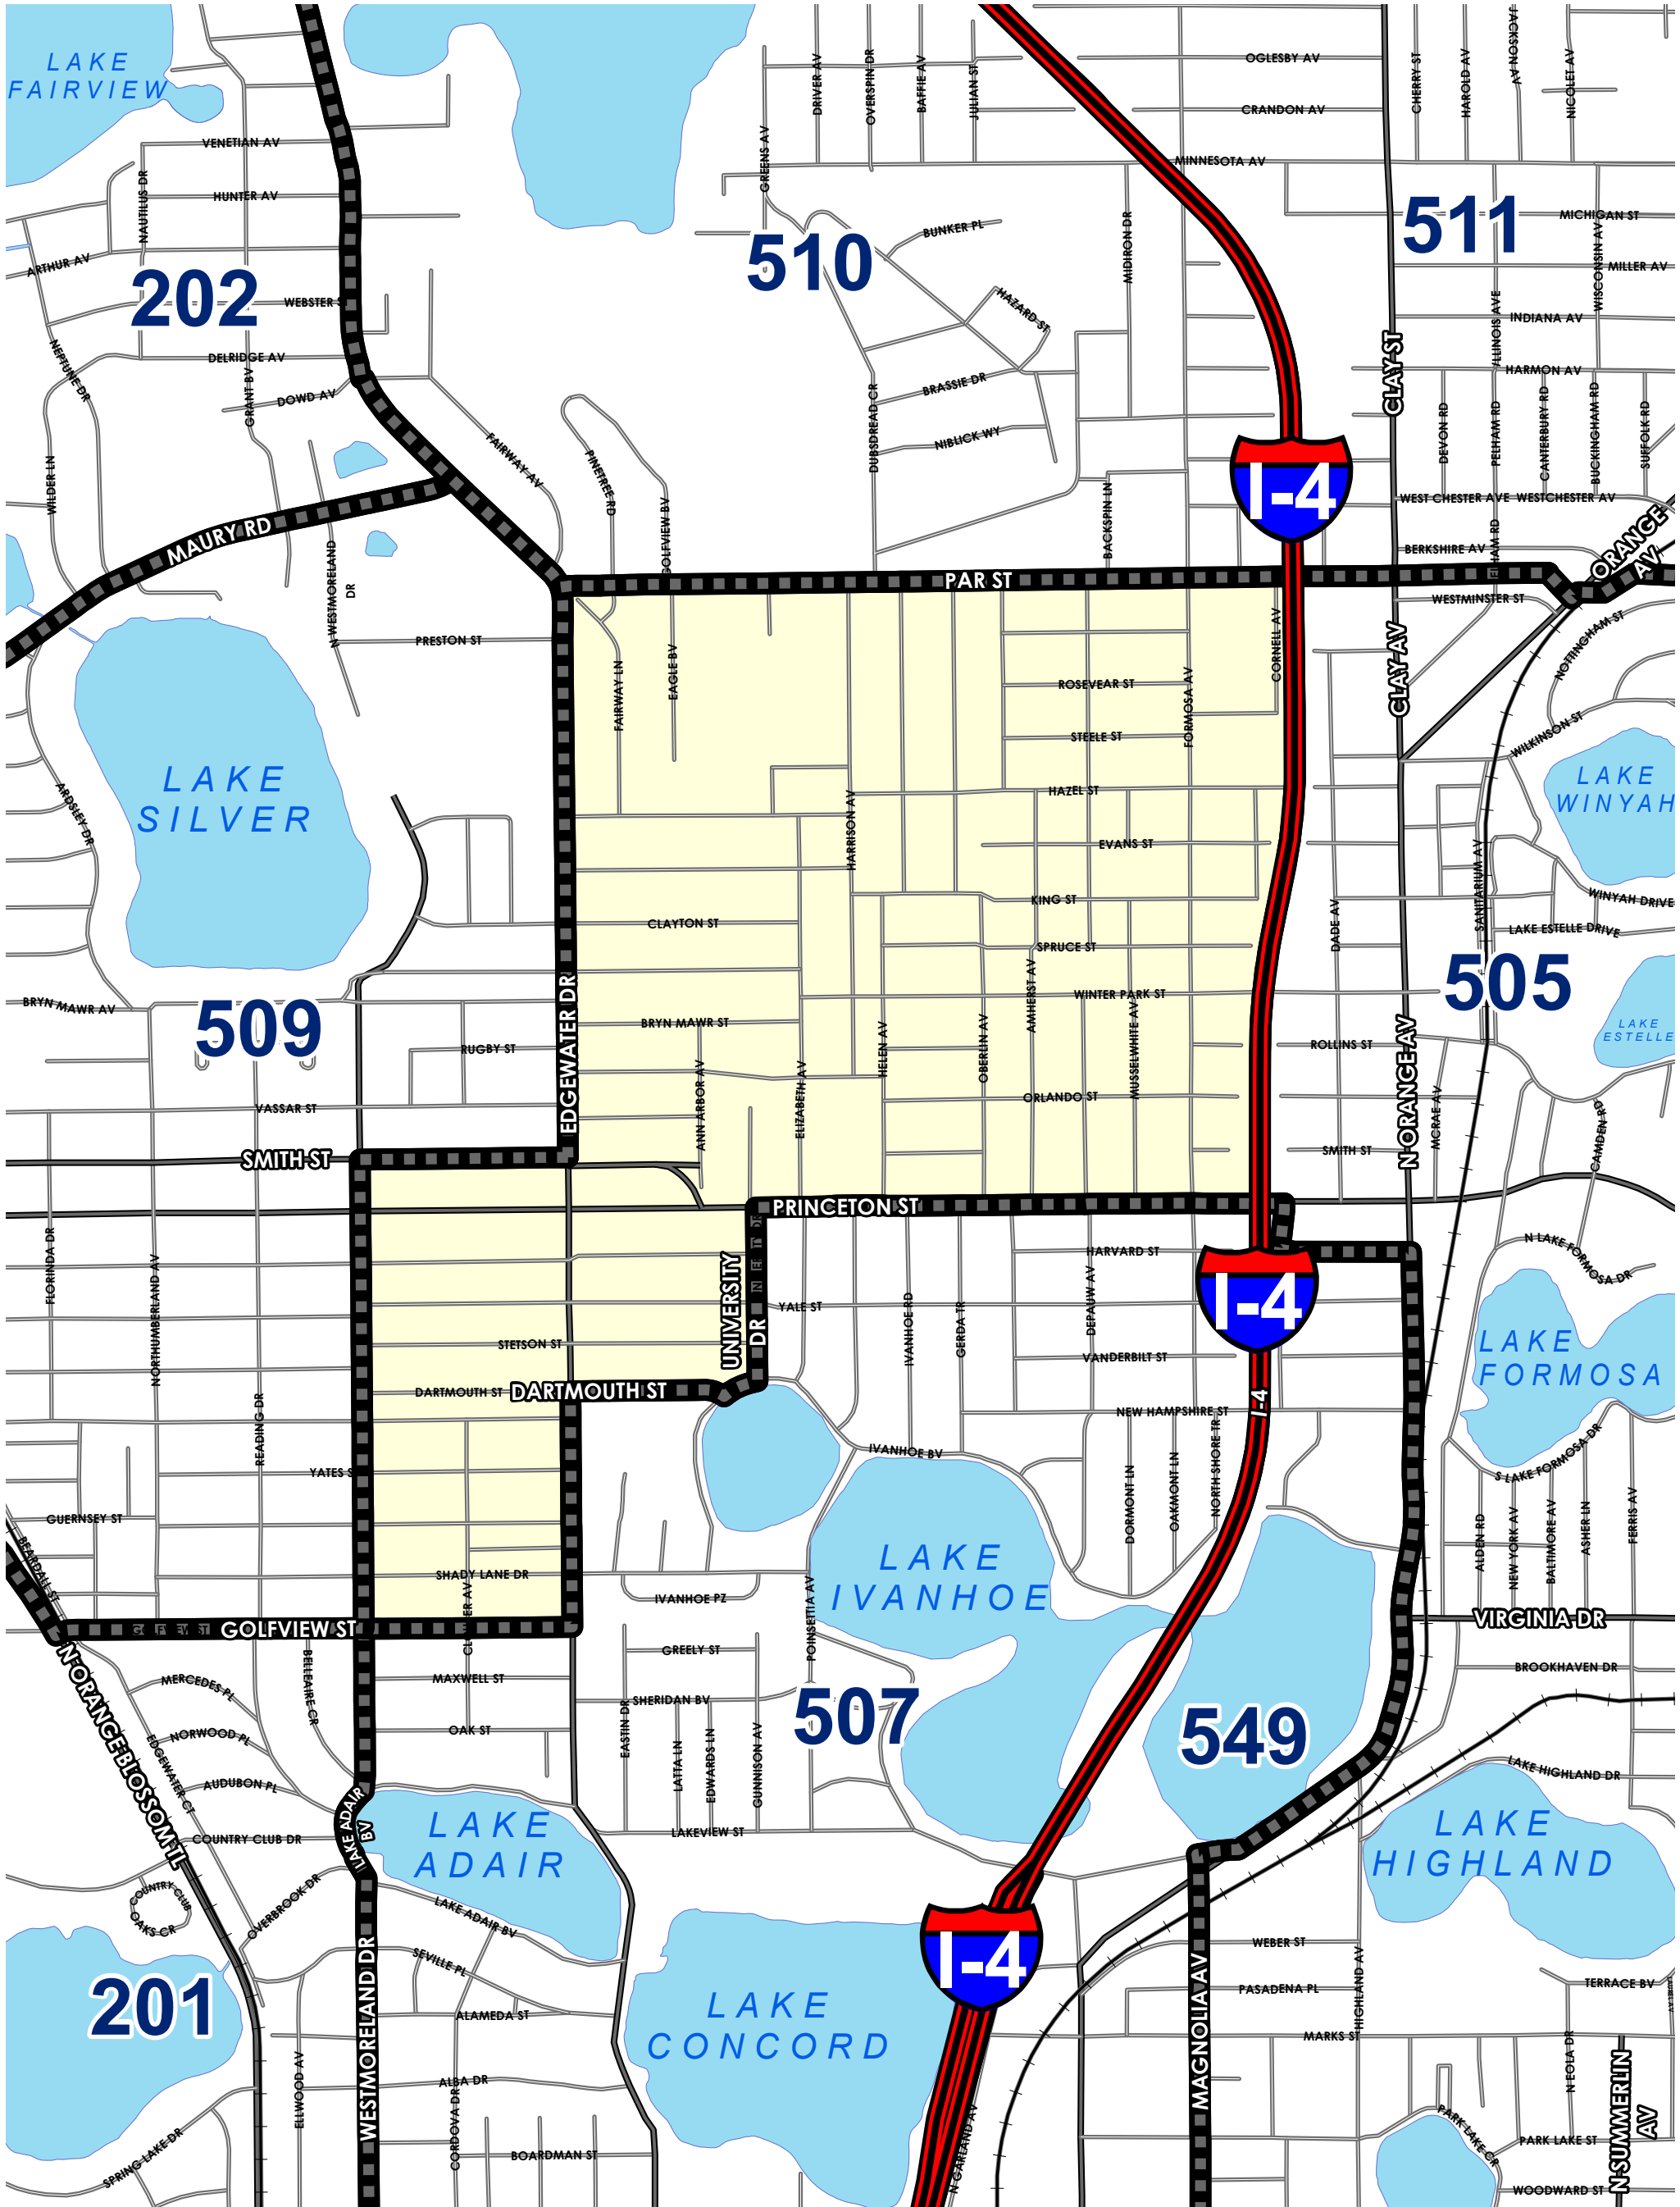 LAKE
FAIRVIEW
VENETIAN AV
HUNTER AV
NAUTILUS DR
ARTHUR AV
202
WEBSTER S
DELRIDGE AV
NEPTUNE DR
GRANT BV
DOWD AV
WILDER LN
MAURY RD
FAIRWAY AV
PINETREE RD
GOLFVIEW BV
N WESTMORELAND
DR
PRESTON ST
DRIVER AV
OVERSPIN DR
BAFFIE AV
JULIAN ST
GREENS AV
510
BUNKER PL
HAZARD ST
MIDIRON DR
BRASSIE DR
NIBLICK WY
DUBSDREAD CR
BACKSPIN LN
OGLESBY AV
CRANDON AV
MINNESOTA AV
CHERRY ST
HAROLD AV
JACKSON AV
NICOLET AV
511
MICHIGAN ST
MILLER AV
WISCONSIN AV
INDIANA AV
ILLINOIS AVE
HARMON AV
CLAY ST
DEVON RD
PELHAM RD
CANTERBURY RD
BUCKINGHAM RD
SUFFOLK RD
I-4
WEST CHESTER AVE
WESTCHESTER AV
BERKSHIRE AV
ORANGE
AV
PAR ST
WESTMINSTER ST
NOTTINGHAM ST
CLAY AV
WILKINSON ST
LAKE
WINYAH
LAKE
SILVER
ARDSLEY DR
FAIRWAY LN
EAGLE BV
HARRISON AV
ROSEVEAR ST
FORMOSA AV
CORNELL AV
STEELE ST
HAZEL ST
EVANS ST
KING ST
SPRUCE ST
CLAYTON ST
DADE AV
SANITARIUM AV
WINYAH DRIVE
LAKE ESTELLE DRIVE
505
LAKE
ESTELLE
BRYN MAWR AV
509
RUGBY ST
EDGEWATER DR
BRYN MAWR ST
WINTER PARK ST
AMHERST AV
MUSSELWHITE AV
HELEN AV
OBERLIN AV
ANN ARBOR AV
ELIZABETH AV
ORLANDO ST
ROLLINS ST
N ORANGE AV
MCRAE AV
CAMDEN RD
VASSAR ST
SMITH ST
SMITH ST
PRINCETON ST
FLORINDA DR
NORTHUMBERLAND AV
READING DR
UNIVERSITY
DR
YALE ST
STETSON ST
DARTMOUTH ST
DARTMOUTH ST
IVANHOE RD
GERDA TR
HARVARD ST
DEPAUW AV
VANDERBILT ST
I-4
I-4
NEW HAMPSHIRE ST
N LAKE FORMOSA DR
LAKE
FORMOSA
S LAKE FORMOSA DR
YATES S
GUERNSEY ST
BEARDALL ST
IVANHOE BV
DORMONT LN
OAKMONT LN
NORTH SHORE TR
LAKE
IVANHOE
ALDEN RD
NEW YORK AV
BALTIMORE AV
ASHER LN
FERRIS AV
SHADY LANE DR
IVANHOE PZ
POINSETTIA AV
GOLFVIEW ST
GOLFVIEW ST
VIRGINIA DR
N ORANGE BLOSSOM TL
MERCEDES PL
BELLAIRE CR
NORWOOD PL
EDGEWATER CT
AUDUBON PL
MAXWELL ST
OAK ST
GREELY ST
SHERIDAN BV
EASTIN DR
LATTA LN
EDWARDS LN
GUNNISON AV
507
549
BROOKHAVEN DR
LAKE HIGHLAND DR
LAKE ADAIR
BV
COUNTRY CLUB DR
LAKE
ADAIR
LAKEVIEW ST
LAKE
HIGHLAND
COUNTRY CLUB
OAKS CR
OVERBROOK DR
LAKE ADAIR BV
SEVILLE PL
I-4
WEBER ST
PASADENA PL
HIGHLAND AV
TERRACE BV
201
WESTMORELAND DR
ALAMEDA ST
LAKE
CONCORD
MAGNOLIA AV
MARKS ST
N EOLA DR
N SUMMERLIN
AV
ELLWOOD AV
ALBA DR
CORDOVA DR
BOARDMAN ST
SPRING LAKE DR
N GARLAND AV
PARK LAKE CR
PARK LAKE ST
WOODWARD ST